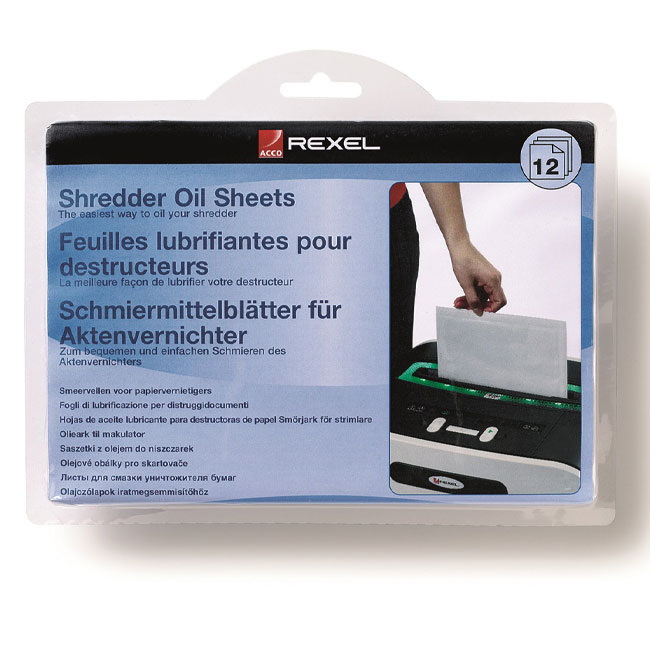 ACCO REXEL
12
Shredder Oil Sheets
The easiest way to oil your shredder
Feuilles lubrifiantes pour
destructeurs
La meilleure façon de lubrifier votre destructeur
Schmiermittelblätter für
Aktenvernichter
Zum bequemen und einfachen Schmieren des
Aktenvernichters
Smeervellen voor papiervernietigers
Fogli di lubrificazione per distruggidocumenti
Hojas de aceite lubricante para destructoras de papel Smörjark för strimlare
Olieark til makulator
Saszetki z olejem do niszczarek
Olejové obálky pro skartovače
Листы для смазки уничтожителя бумаг
Olajczólapok iratmegsemmisítőhöz
REXEL